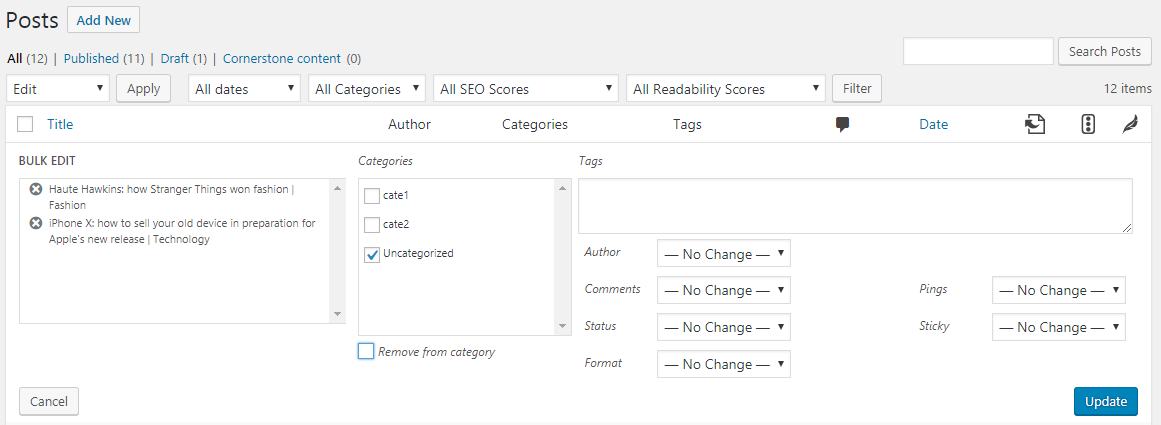 Posts Add New
All (12) | Published (11) | Draft (1) | Cornerstone content (0)
Search Posts
Edit Apply All dates All Categories All SEO Scores All Readability Scores Filter 12 items
Title Author Categories Tags Date
BULK EDIT Categories Tags
Haute Hawkins: how Stranger Things won fashion |
Fashion
iPhone X: how to sell your old device in preparation for
Apple's new release | Technology
cate1
cate2
Uncategorized
Remove from category
Author — No Change —
Comments — No Change — Pings — No Change —
Status — No Change — Sticky — No Change —
Format — No Change —
Cancel Update